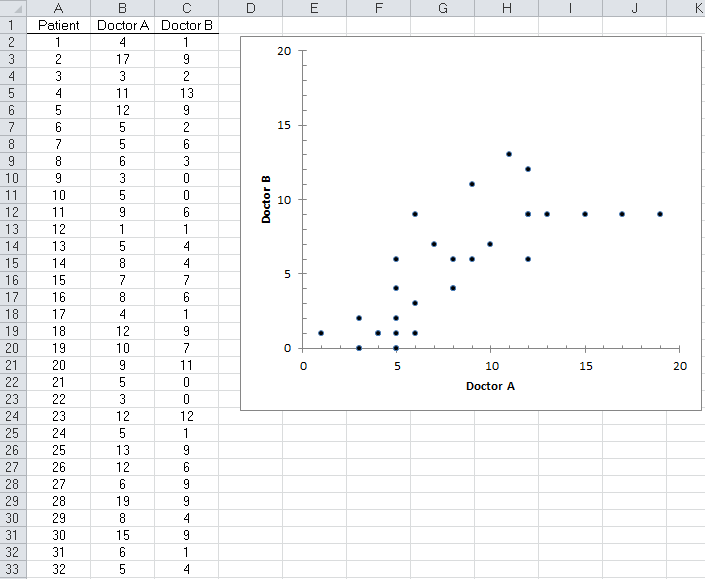 A B C D E F G H I J K
1 Patient Doctor A Doctor B
2 1 4 1
3 2 17 9
4 3 3 2
5 4 11 13
6 5 12 9
7 6 5 2
8 7 5 6
9 8 6 3
10 9 3 0
11 10 5 0
12 11 9 6
13 12 1 1
14 13 5 4
15 14 8 4
16 15 7 7
17 16 8 6
18 17 4 1
19 18 12 9
20 19 10 7
21 20 9 11
22 21 5 0
23 22 3 0
24 23 12 12
25 24 5 1
26 25 13 9
27 26 12 6
28 27 6 9
29 28 19 9
30 29 8 4
31 30 15 9
32 31 6 1
33 32 5 4
20
15
10
5
0
Doctor B
0 5 10 15 20
Doctor A